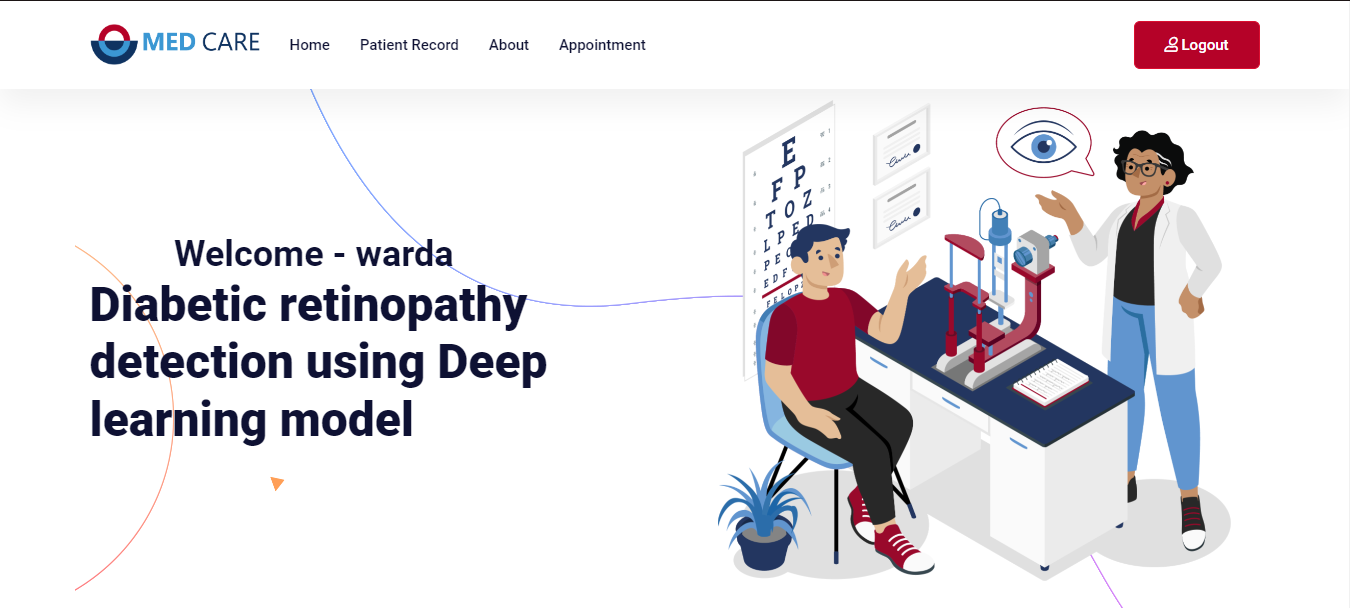 MED CARE
Home
Patient Record
About
Appointment
Logout
Welcome - warda
Diabetic retinopathy
detection using Deep
learning model
E
F P
T O Z
L P E D